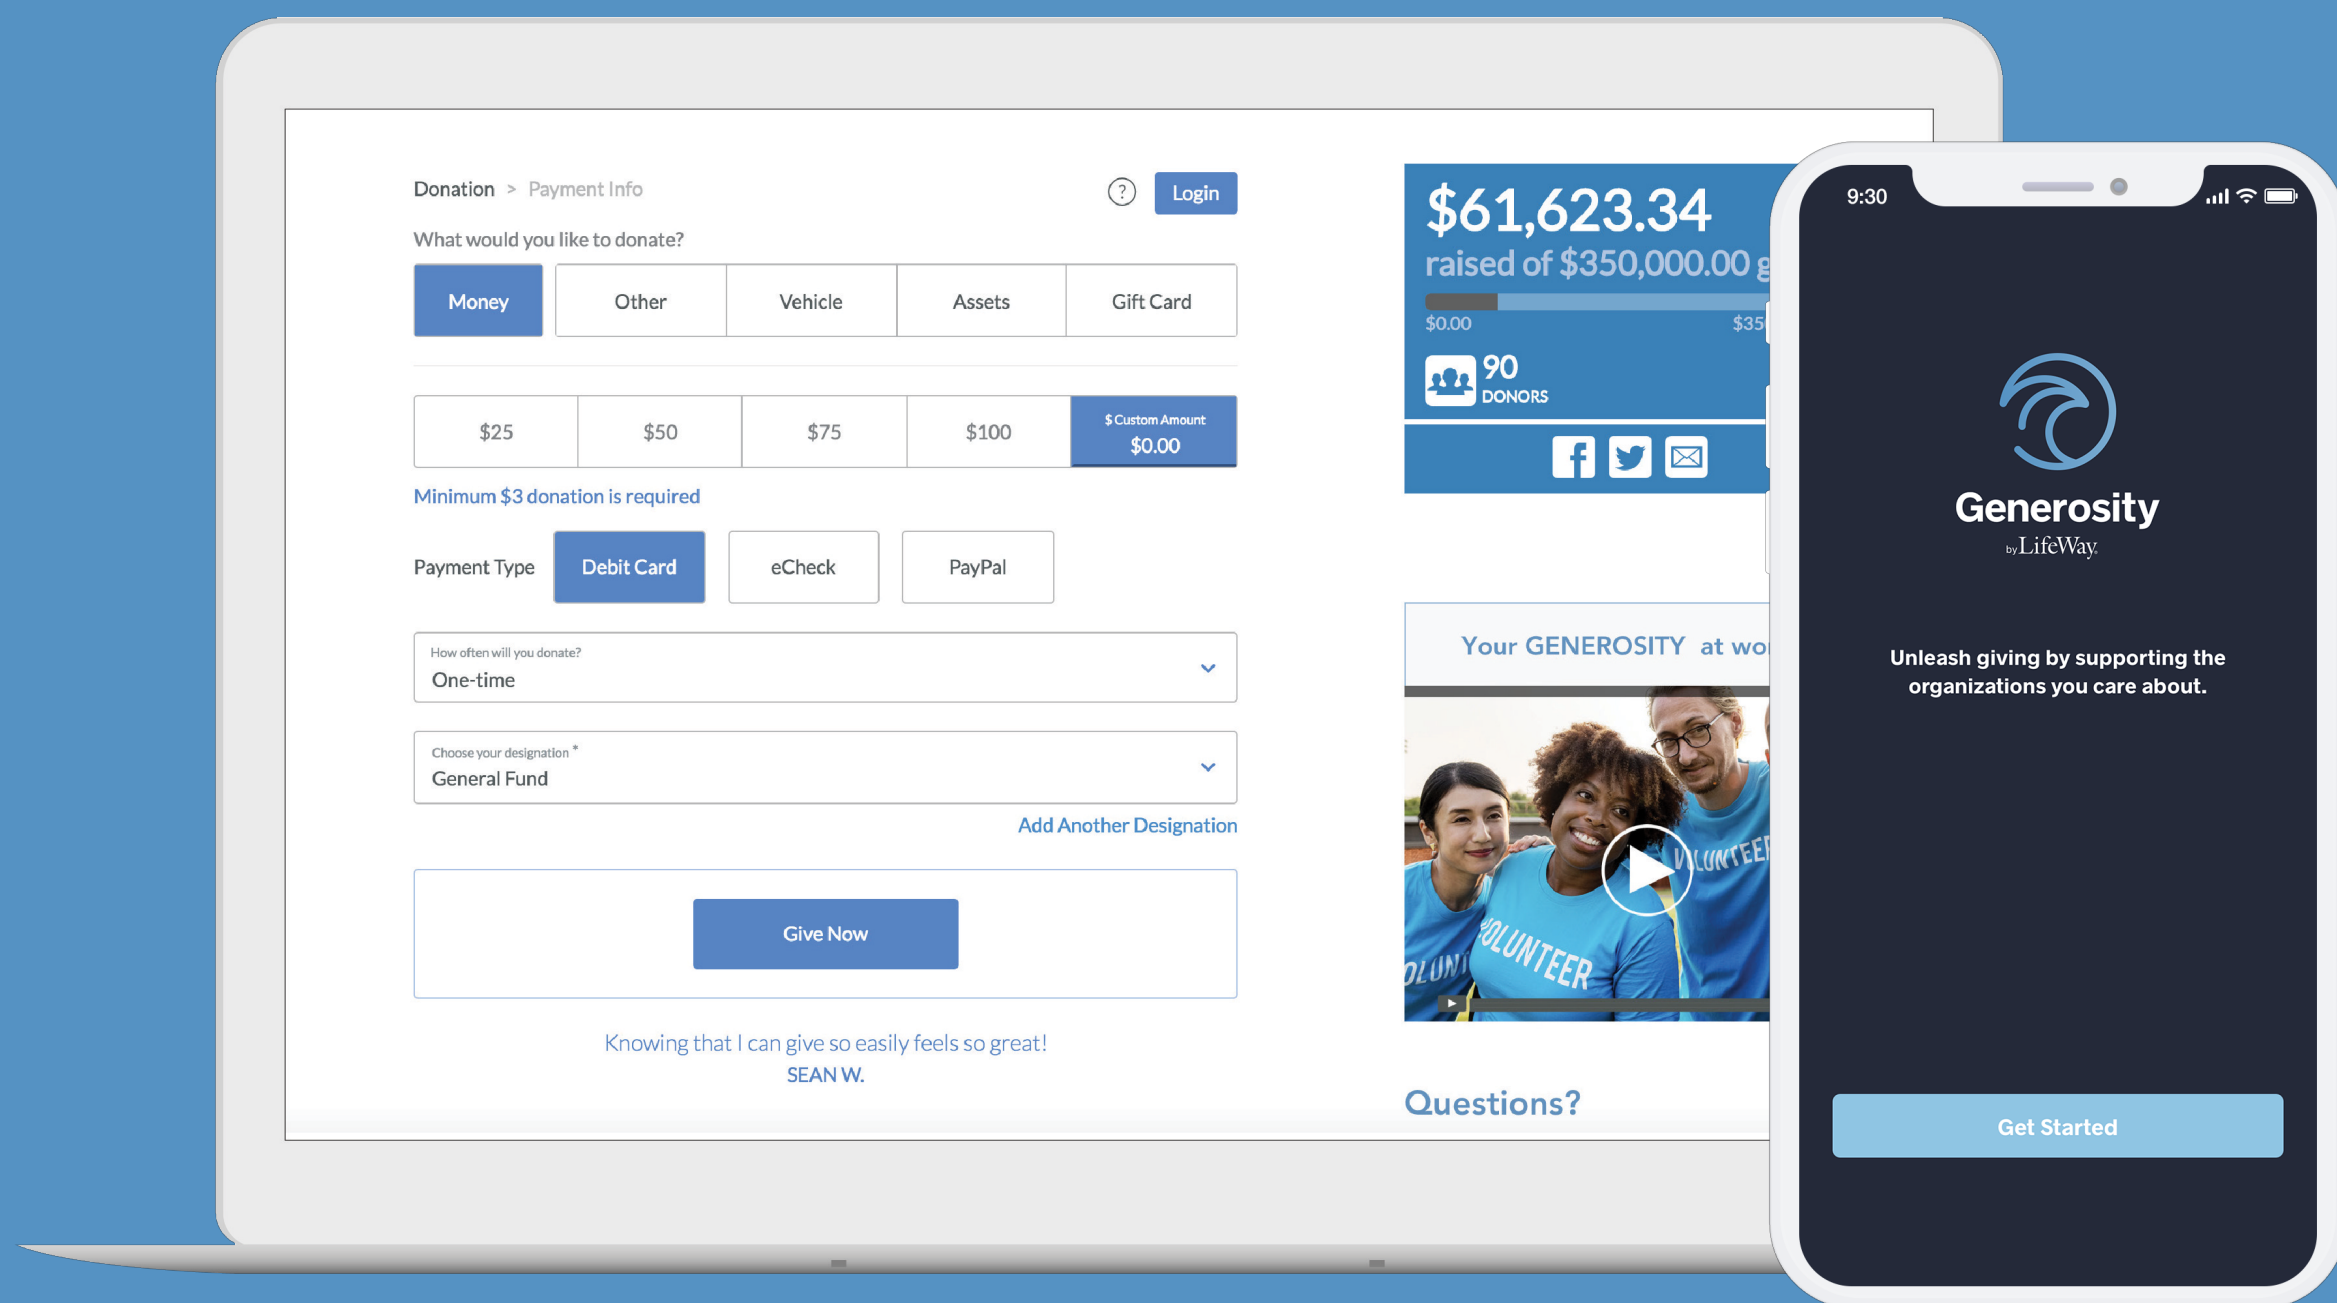 Donation > Payment Info
? Login
What would you like to donate?
Money Other Vehicle Assets Gift Card
$25 $50 $75 $100 $ Custom Amount
$0.00
Minimum $3 donation is required
Payment Type Debit Card eCheck PayPal
How often will you donate?
One-time
Choose your designation *
General Fund
Add Another Designation
Give Now
Knowing that I can give so easily feels so great!
SEAN W.
$61,623.34
raised of $350,000.00
$0.00
90
DONORS
Your GENEROSITY at
VOLUNTEER
Questions?
9:30
Generosity
by LifeWay
Unleash giving by supporting the
organizations you care about.
Get Started